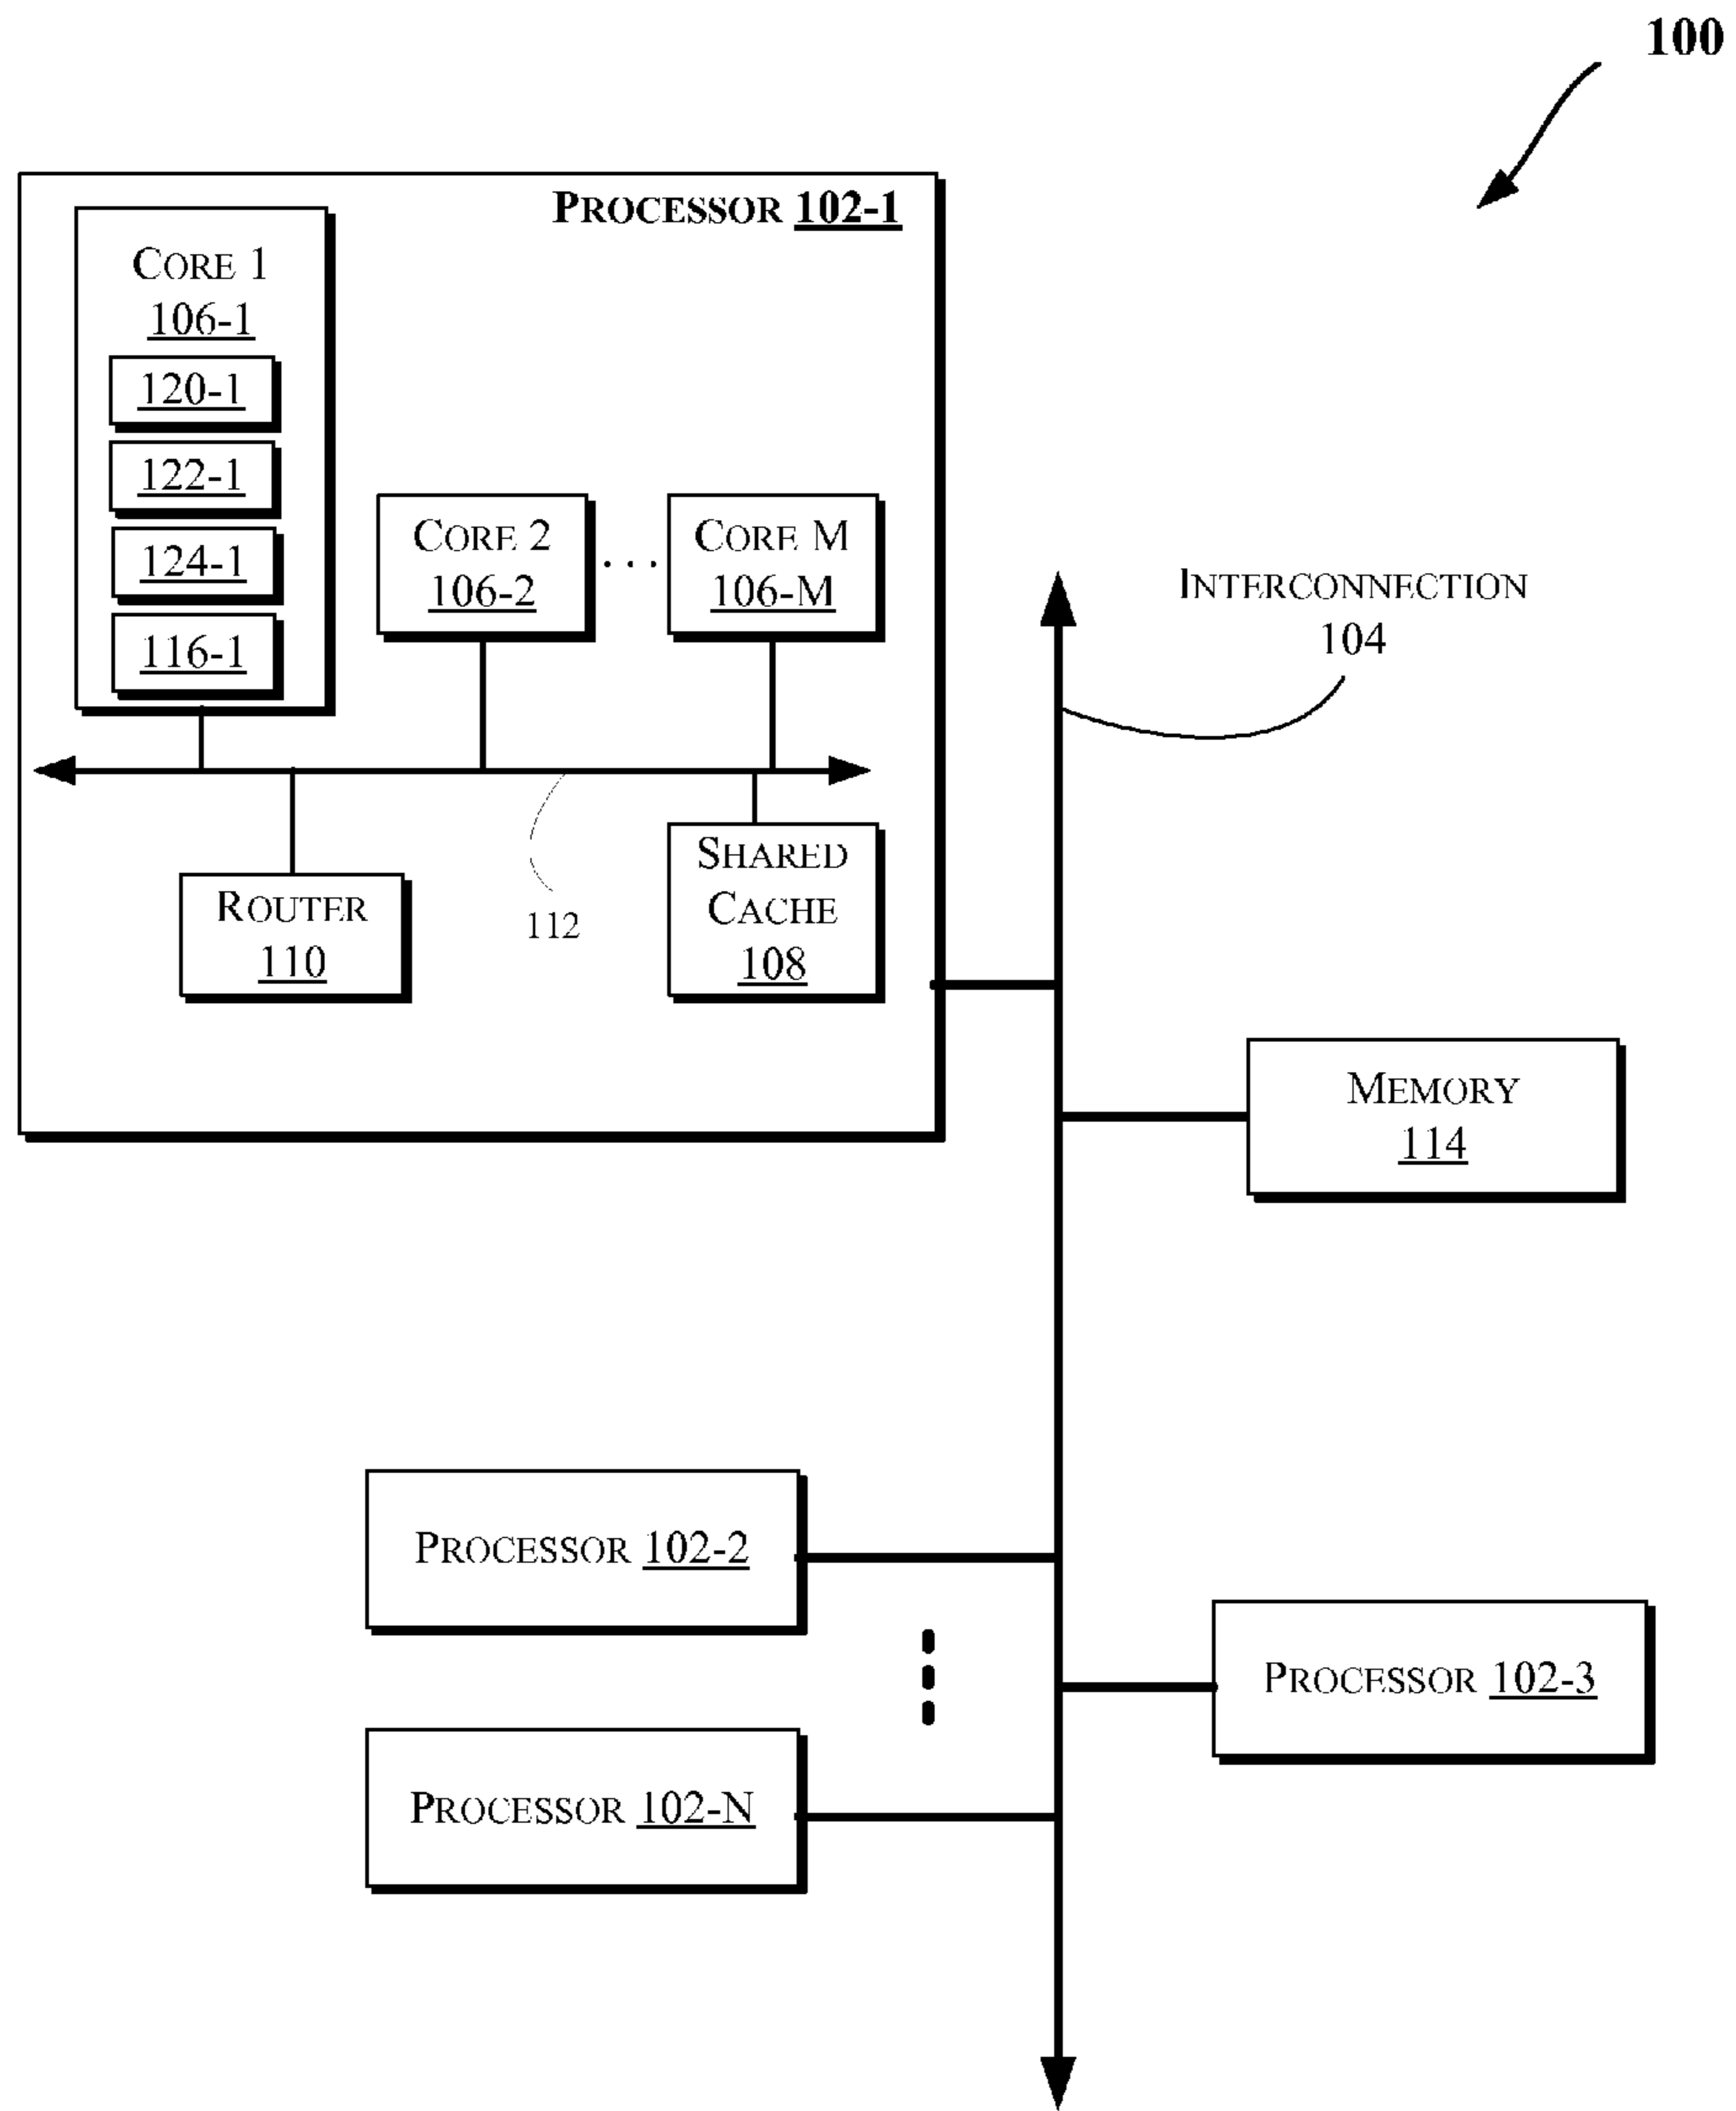 100
PROCESSOR 102-1
CORE 1
106-1
120-1
122-1
124-1
116-1
CORE 2
106-2
. . .
CORE M
106-M
INTERCONNECTION
104
ROUTER
110
112
SHARED
CACHE
108
MEMORY
114
PROCESSOR 102-2
PROCESSOR 102-3
PROCESSOR 102-N